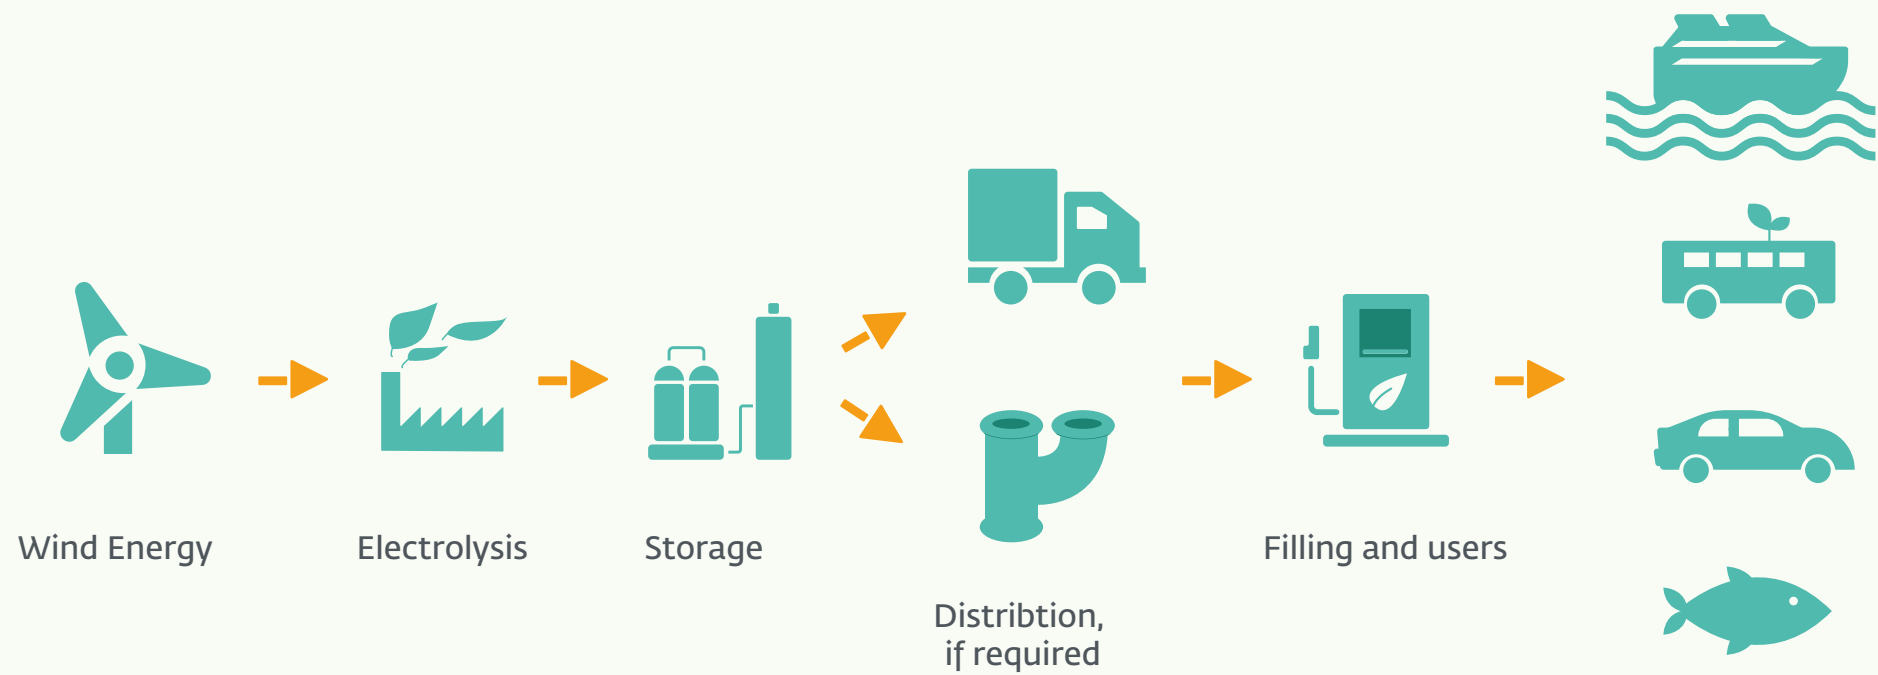 Wind Energy
Electrolysis
Storage
Distribtion,
if required
Filling and users